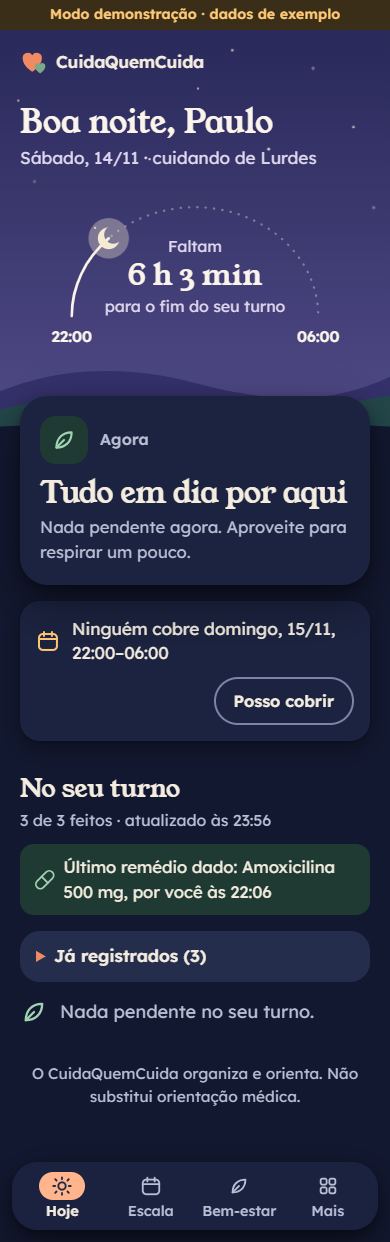 Modo demonstração · dados de exemplo
CuidaQuemCuida
Boa noite, Paulo
Sábado, 14/11 · cuidando de Lurdes
Faltam
6 h 3 min
para o fim do seu turno
22:00
06:00
Agora
Tudo em dia por aqui
Nada pendente agora. Aproveite para
respirar um pouco.
Ninguém cobre domingo, 15/11,
22:00–06:00
Posso cobrir
No seu turno
3 de 3 feitos · atualizado às 23:56
Último remédio dado: Amoxicilina
500 mg, por você às 22:06
Já registrados (3)
Nada pendente no seu turno.
O CuidaQuemCuida organiza e orienta. Não
substitui orientação médica.
Hoje
Escala
Bem-estar
Mais